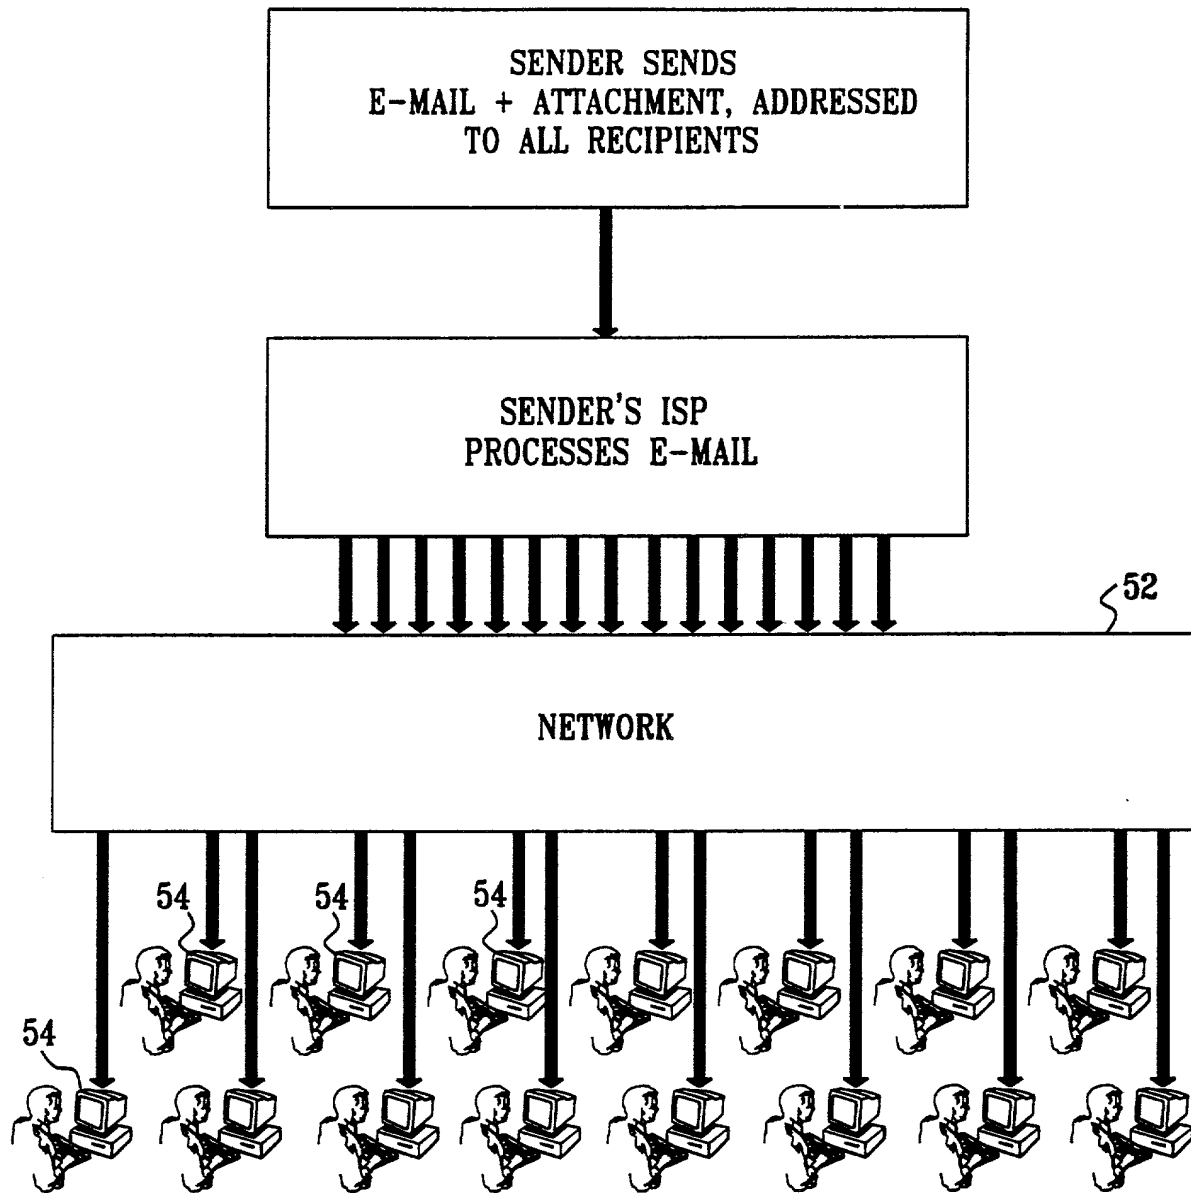 SENDER SENDS
E-MAIL + ATTACHMENT, ADDRESSED
TO ALL RECIPIENTS
SENDER'S ISP
PROCESSES E-MAIL
52
NETWORK
54
54
54
54